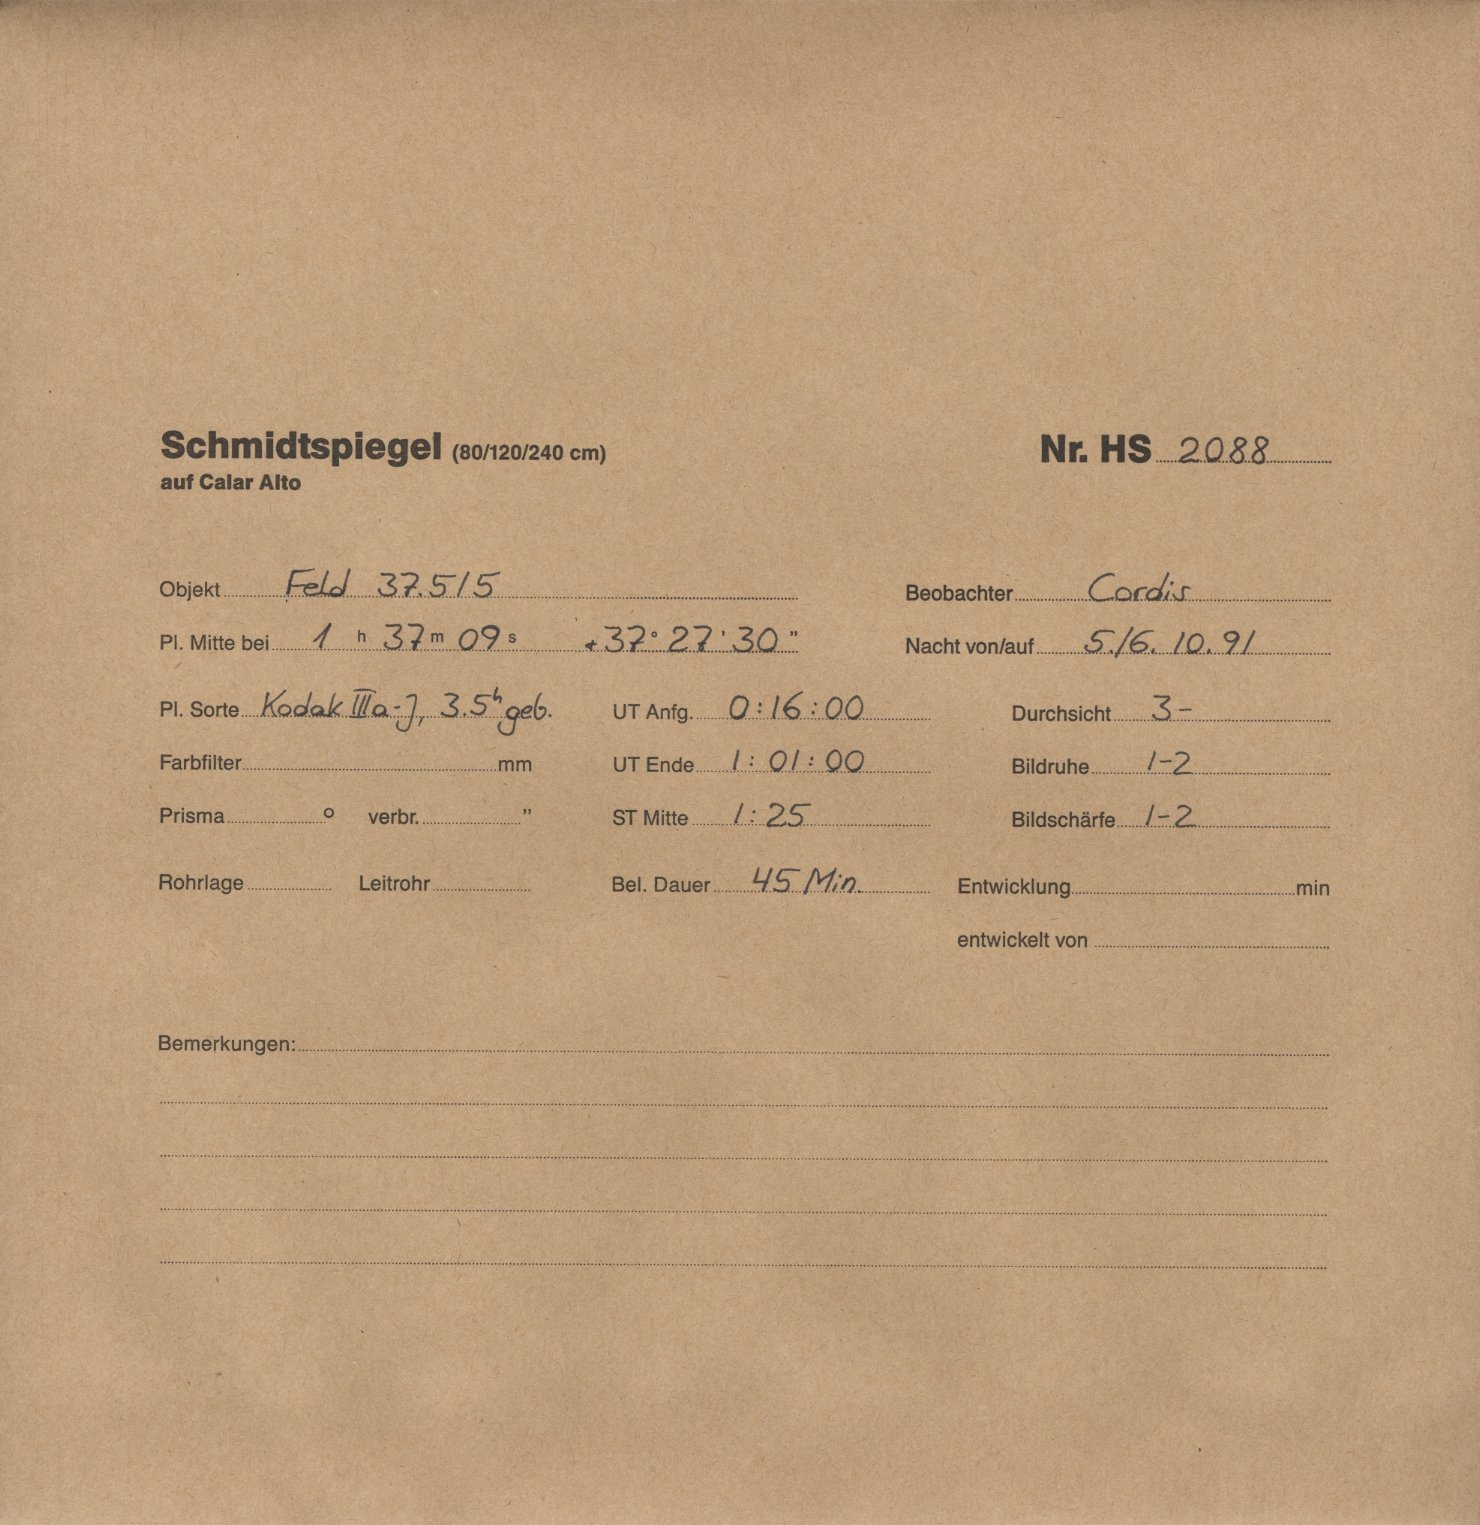 Schmidtspiegel (80/120/240 cm) Nr. HS 2088
auf Calar Alto
Objekt Feld 37.5/5 Beobachter Cordis
Pl. Mitte bei 1 h 37 m 09 s +37° 27' 30" Nacht von/auf 5./6. 10. 91
Pl. Sorte Kodak IIIa-J, 3.5h geb. UT Anfg. 0:16:00 Durchsicht 3-
Farbfilter mm UT Ende 1:01:00 Bildruhe 1-2
Prisma ° verbr. " ST Mitte 1:25 Bildschärfe 1-2
Rohrlage Leitrohr Bel. Dauer 45 Min. Entwicklung min
entwickelt von
Bemerkungen: